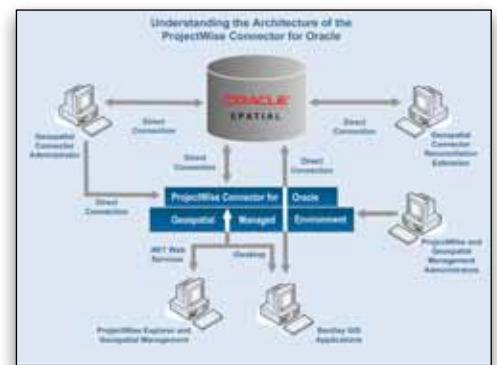 Understanding the Architecture of the
ProjectWise Connector for Oracle
ORACLE
SPATIAL
Direct
Connection
Direct
Connection
Geospatial
Connector
Administrator
Geospatial
Connector
Reconciliation
Extension
Direct
Connection
Direct
Connection
Direct
Connection
ProjectWise Connector for Oracle
Geospatial Managed Environment
.NET Web
Services
Desktop
ProjectWise and
Geospatial
Management
Administrators
ProjectWise Explorer and
Geospatial Management
Bentley GIS
Applications